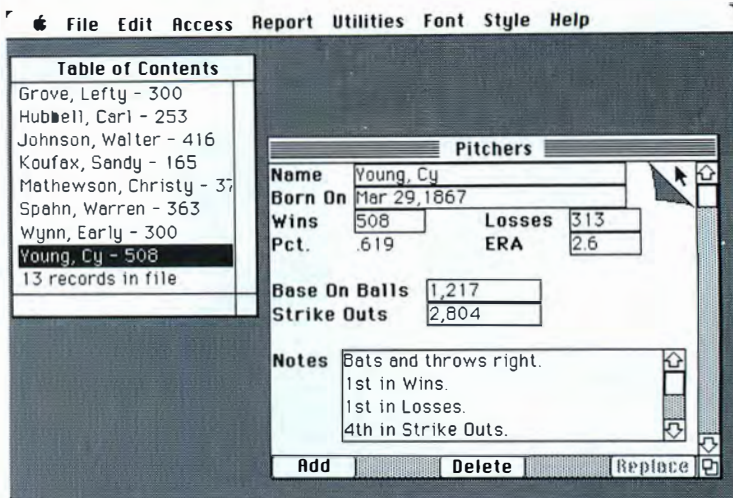 File Edit Access Report Utilities Font Style Help
Table of Contents
Grove, Lefty - 300
Hubbell, Carl - 253
Johnson, Walter - 416
Koufax, Sandy - 165
Mathewson, Christy - 37
Spahn, Warren - 363
Wynn, Early - 300
Young, Cy - 508
13 records in file
Pitchers
Name Young, Cy
Born On Mar 29,1867
Wins 508 Losses 313
Pct. .619 ERA 2.6
Base On Balls 1,217
Strike Outs 2,804
Notes Bats and throws right.
1st in Wins.
1st in Losses.
4th in Strike Outs.
Add Delete Replace